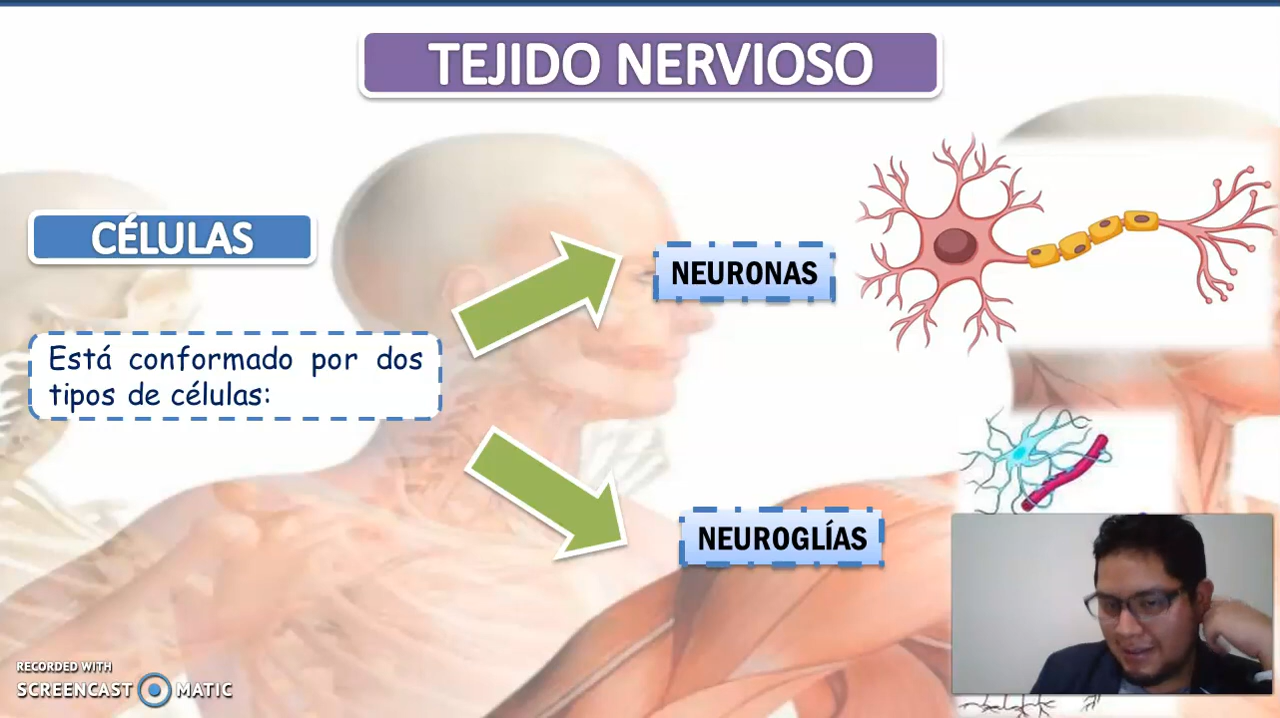 TEJIDO NERVIOSO
CÉLULAS
NEURONAS
Está conformado por dos
tipos de células:
NEUROGLÍAS
RECORDED WITH
SCREENCAST MATIC